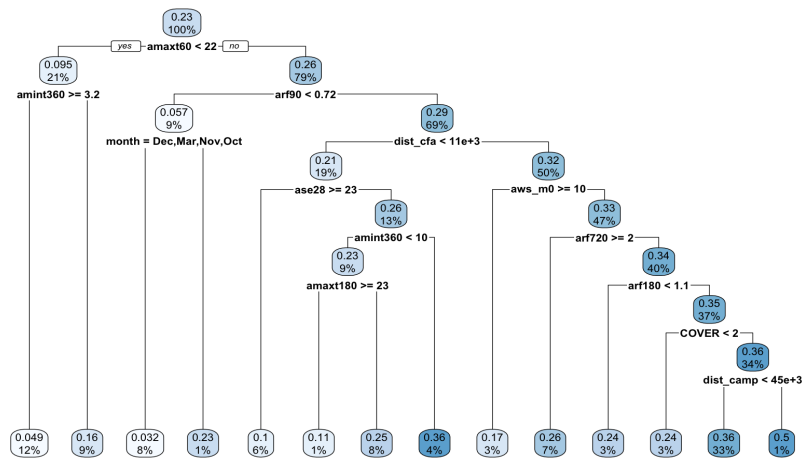 0.23
100%
yes amaxt60 < 22 no
0.095
21%
0.26
79%
amint360 >= 3.2
arf90 < 0.72
0.057
9%
0.29
69%
month = Dec,Mar,Nov,Oct
dist_cfa < 11e+3
0.21
19%
0.32
50%
ase28 >= 23
aws_m0 >= 10
0.26
13%
0.33
47%
amint360 < 10
arf720 >= 2
0.23
9%
0.34
40%
amaxt180 >= 23
arf180 < 1.1
0.35
37%
COVER < 2
0.36
34%
dist_camp < 45e+3
0.049 0.16 0.032 0.23 0.1 0.11 0.25 0.36 0.17 0.26 0.24 0.24 0.36 0.5
12% 9% 8% 1% 6% 1% 8% 4% 3% 7% 3% 3% 33% 1%